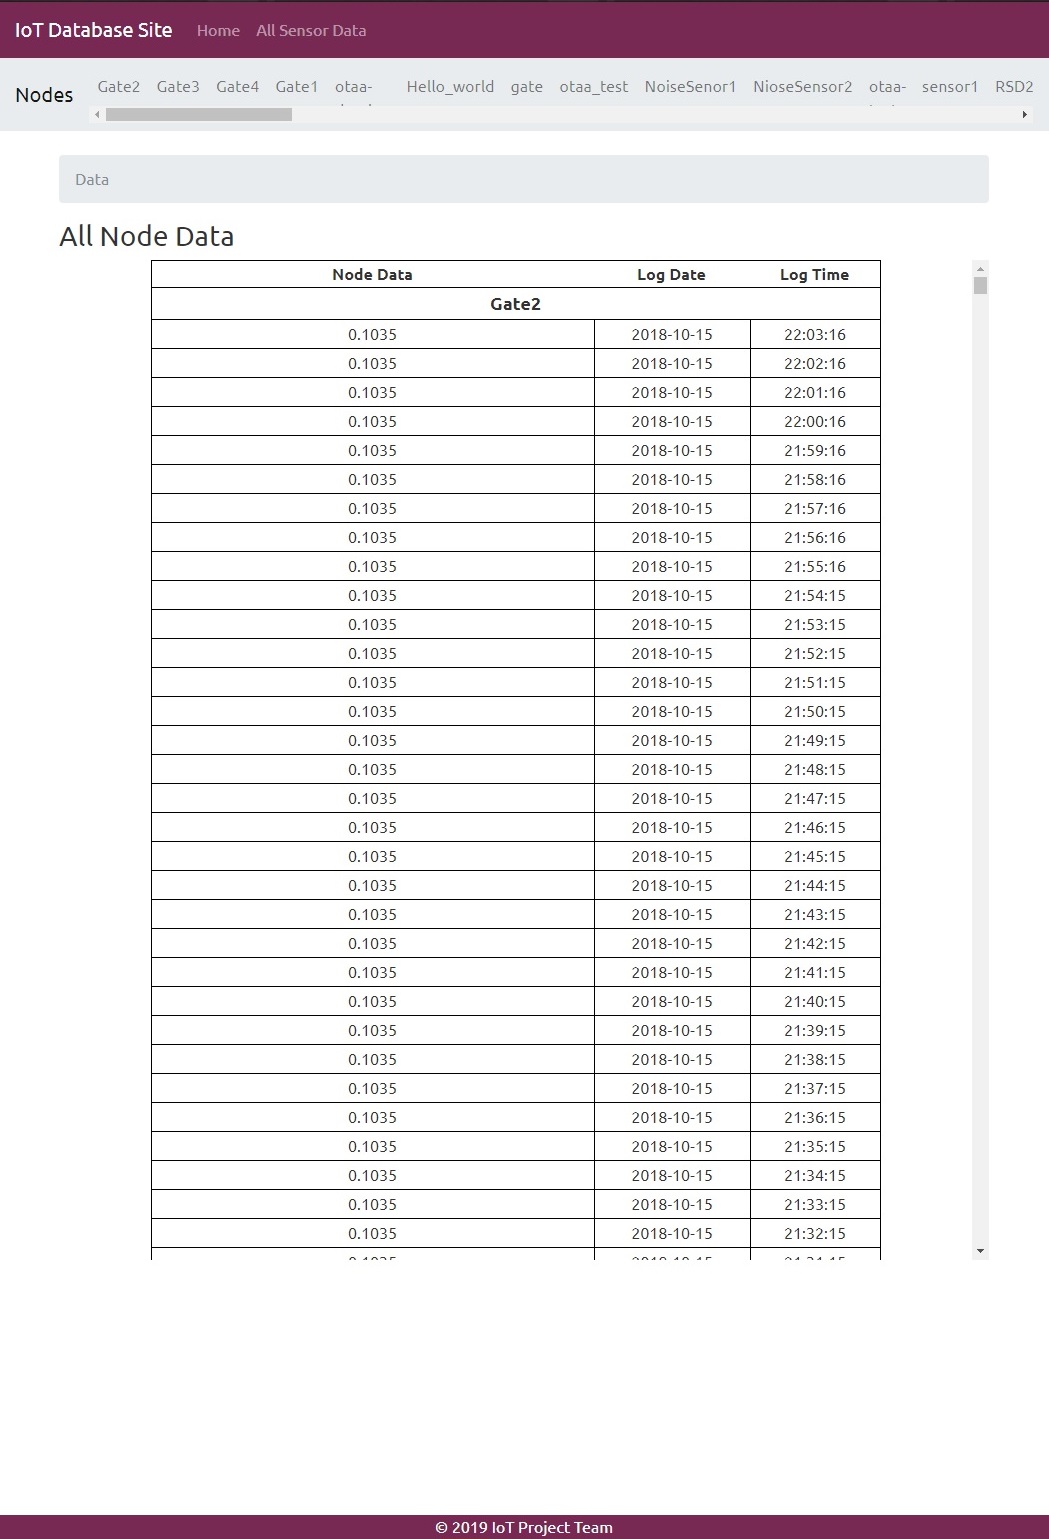 IoT Database Site Home All Sensor Data
Nodes Gate2 Gate3 Gate4 Gate1 otaa- Hello_world gate otaa_test NoiseSenor1 NioseSensor2 otaa- sensor1 RSD2
Data
All Node Data
Node Data Log Date Log Time
Gate2
0.1035 2018-10-15 22:03:16
0.1035 2018-10-15 22:02:16
0.1035 2018-10-15 22:01:16
0.1035 2018-10-15 22:00:16
0.1035 2018-10-15 21:59:16
0.1035 2018-10-15 21:58:16
0.1035 2018-10-15 21:57:16
0.1035 2018-10-15 21:56:16
0.1035 2018-10-15 21:55:16
0.1035 2018-10-15 21:54:15
0.1035 2018-10-15 21:53:15
0.1035 2018-10-15 21:52:15
0.1035 2018-10-15 21:51:15
0.1035 2018-10-15 21:50:15
0.1035 2018-10-15 21:49:15
0.1035 2018-10-15 21:48:15
0.1035 2018-10-15 21:47:15
0.1035 2018-10-15 21:46:15
0.1035 2018-10-15 21:45:15
0.1035 2018-10-15 21:44:15
0.1035 2018-10-15 21:43:15
0.1035 2018-10-15 21:42:15
0.1035 2018-10-15 21:41:15
0.1035 2018-10-15 21:40:15
0.1035 2018-10-15 21:39:15
0.1035 2018-10-15 21:38:15
0.1035 2018-10-15 21:37:15
0.1035 2018-10-15 21:36:15
0.1035 2018-10-15 21:35:15
0.1035 2018-10-15 21:34:15
0.1035 2018-10-15 21:33:15
0.1035 2018-10-15 21:32:15
© 2019 IoT Project Team